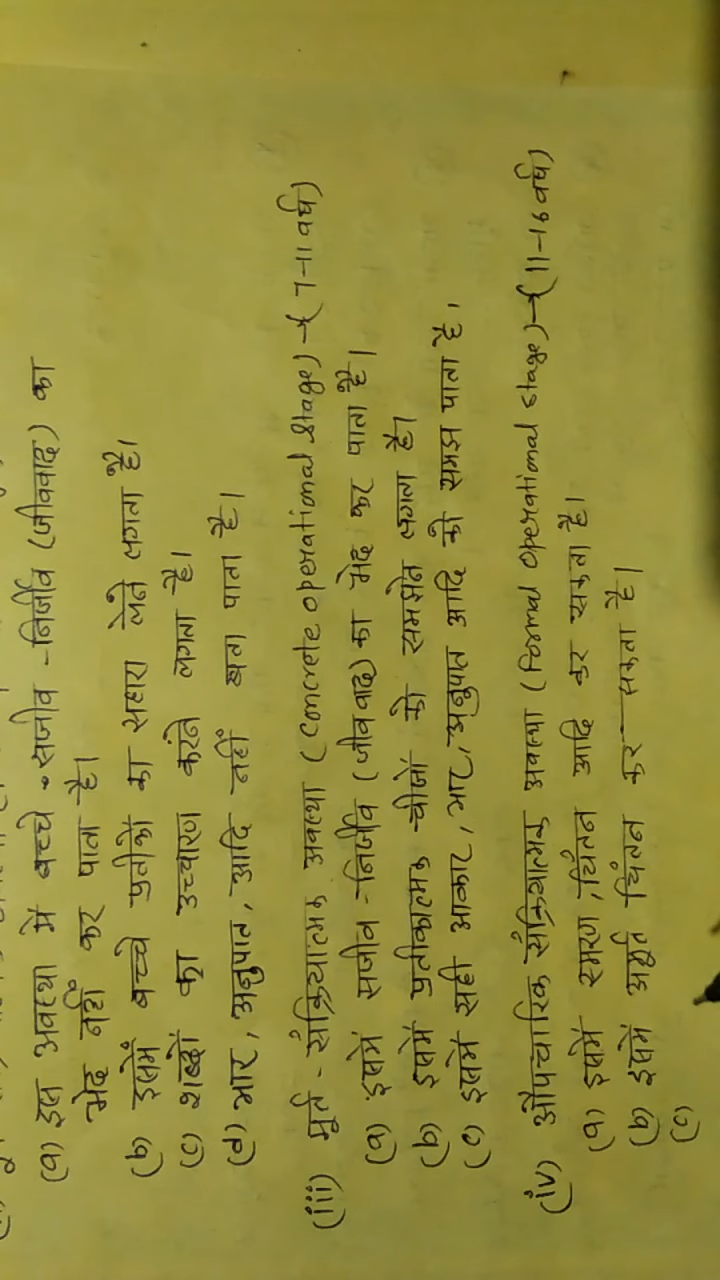 (a) इस अवस्था में बच्चे सजीव - निर्जीव (जीववाद) का
भेद नहीं कर पाता है।
(b) इसमें बच्चे प्रतीकों का सहारा लेने लगता है।
(c) शब्दों का उच्चारण करने लगता है।
(d) भार, अनुपात, आदि नहीं बता पाता है।
(iii) मूर्त - संक्रियात्मक अवस्था (Concrete operational stage) → (7-11 वर्ष)
(a) इसमें सजीव - निर्जीव (जीववाद) का भेद कर पाता है।
(b) इसमें प्रतीकात्मक चीजों को समझने लगता है।
(c) इसमें सही आकार, भार, अनुपात आदि को समझ पाता है।
(iv) औपचारिक संक्रियात्मक अवस्था (Formal operational stage) → (11-16 वर्ष)
(a) इसमें स्मरण, चिंतन आदि कर सकता है।
(b) इसमें अमूर्त चिंतन कर सकता है।
(c)